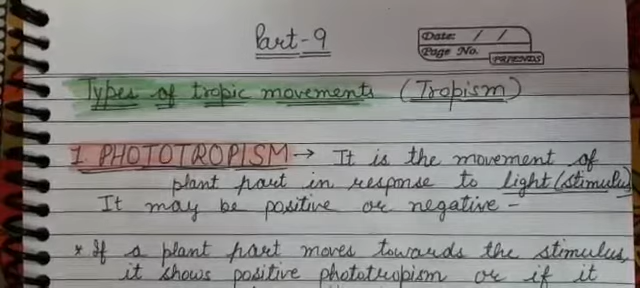 Part-9
Date: / /
Page No.
FRIENDS
Types of tropic movements (Tropism)
1 PHOTOTROPISM → It is the movement of
plant part in response to light (stimulus)
It may be positive or negative -
* If a plant part moves towards the stimulus,
it shows positive phototropism or if it